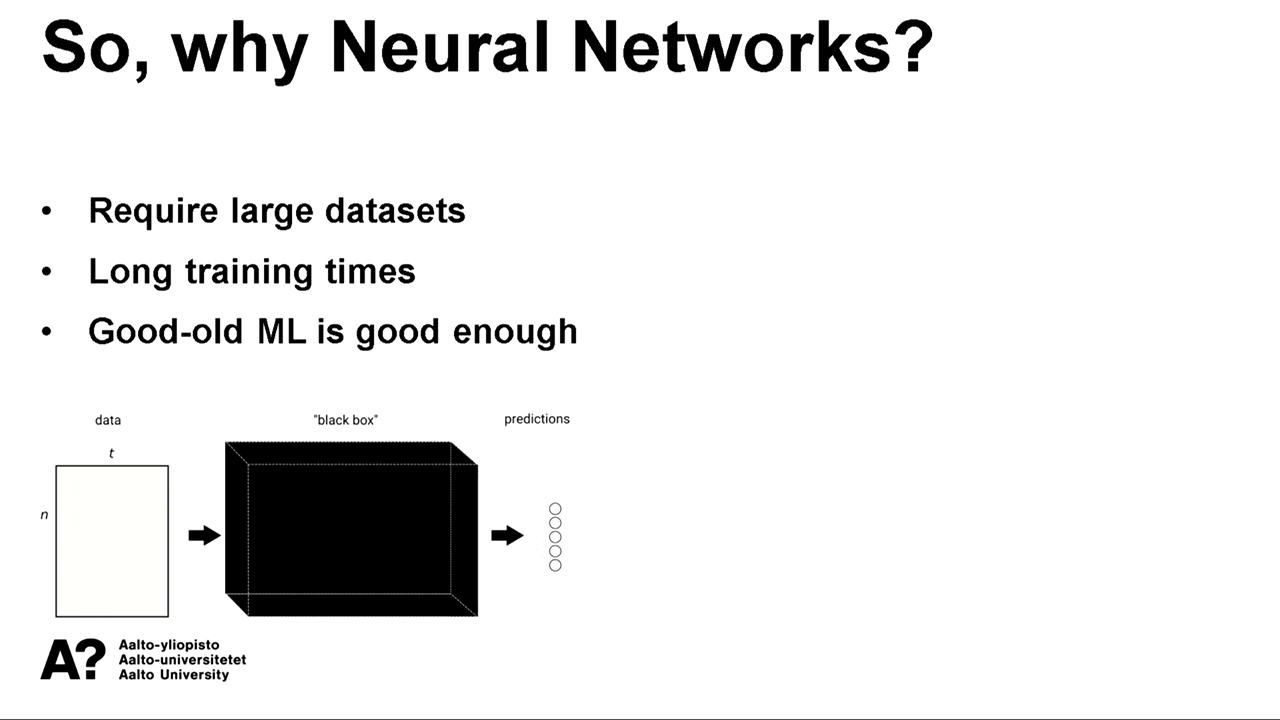 So, why Neural Networks?
• Require large datasets
• Long training times
• Good-old ML is good enough
data
"black box"
predictions
t
n
A?
Aalto-yliopisto
Aalto-universitetet
Aalto University